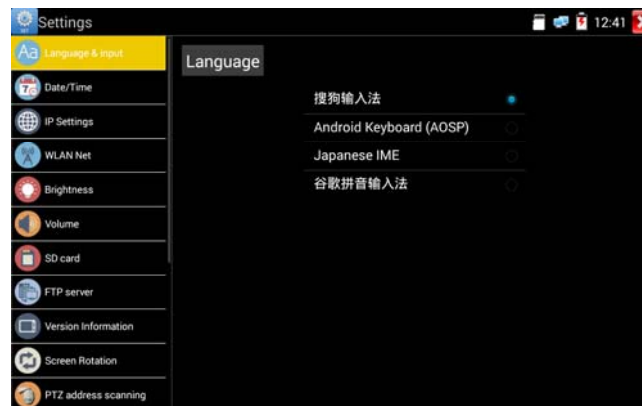 Settings
12:41
Language & input
Language
Date/Time
IP Settings
WLAN Net
Brightness
Volume
SD card
FTP server
Version Information
Screen Rotation
PTZ address scanning
搜狗输入法
Android Keyboard (AOSP)
Japanese IME
谷歌拼音输入法